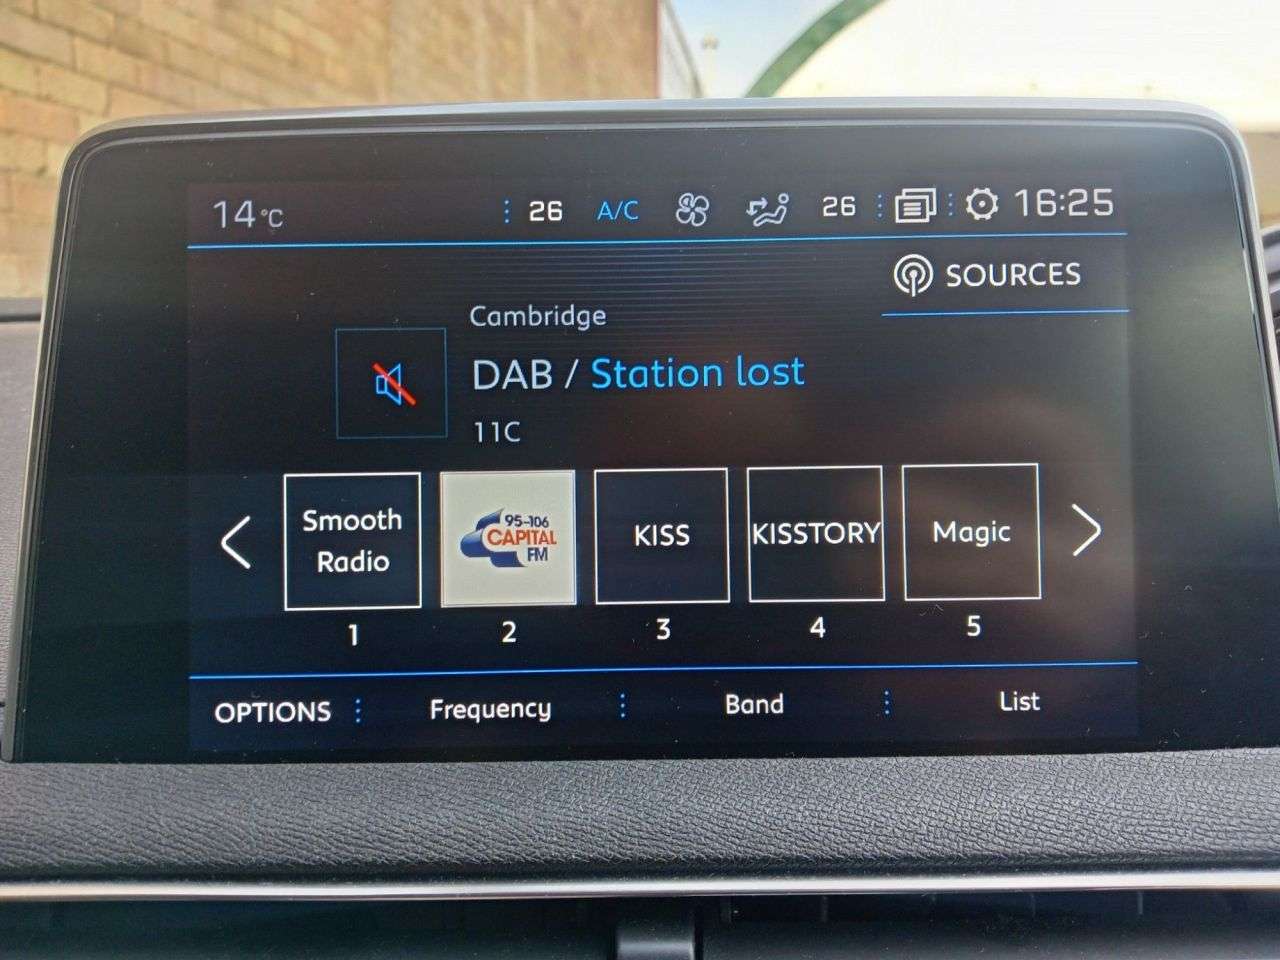 14°C
26 A/C 26 16:25
SOURCES
Cambridge
DAB / Station lost
11C
Smooth Radio
95-106 CAPITAL FM
KISS
KISSTORY
Magic
1 2 3 4 5
OPTIONS Frequency Band List